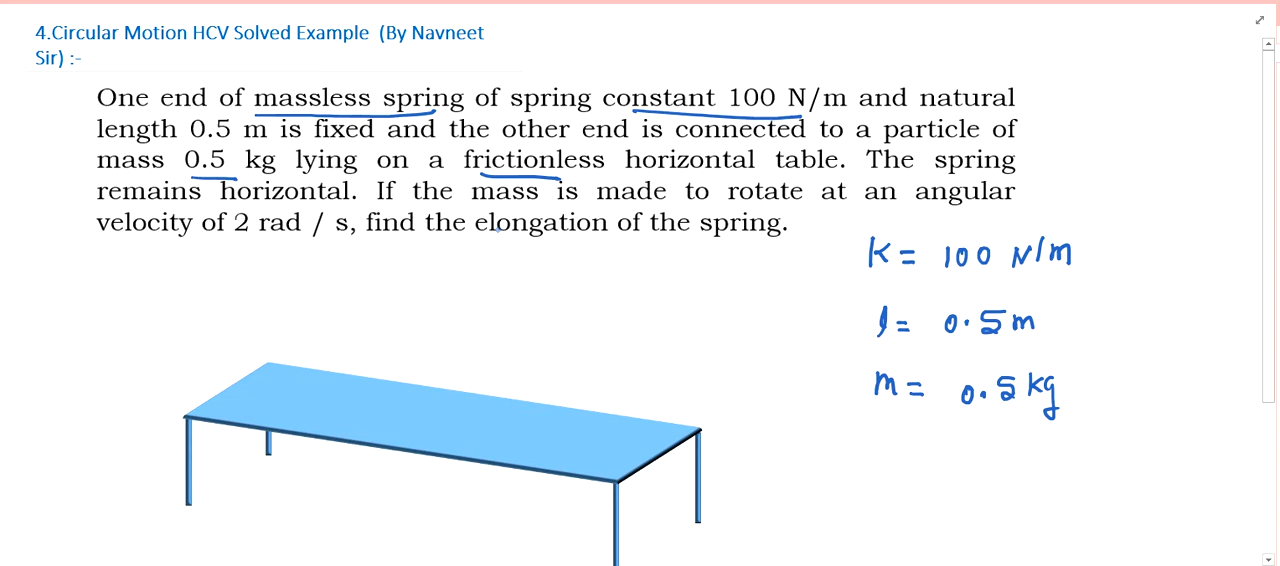 4.Circular Motion HCV Solved Example (By Navneet
Sir) :-
One end of massless spring of spring constant 100 N/m and natural
length 0.5 m is fixed and the other end is connected to a particle of
mass 0.5 kg lying on a frictionless horizontal table. The spring
remains horizontal. If the mass is made to rotate at an angular
velocity of 2 rad / s, find the elongation of the spring.
K = 100 N/m
l = 0.5 m
m = 0.5 kg